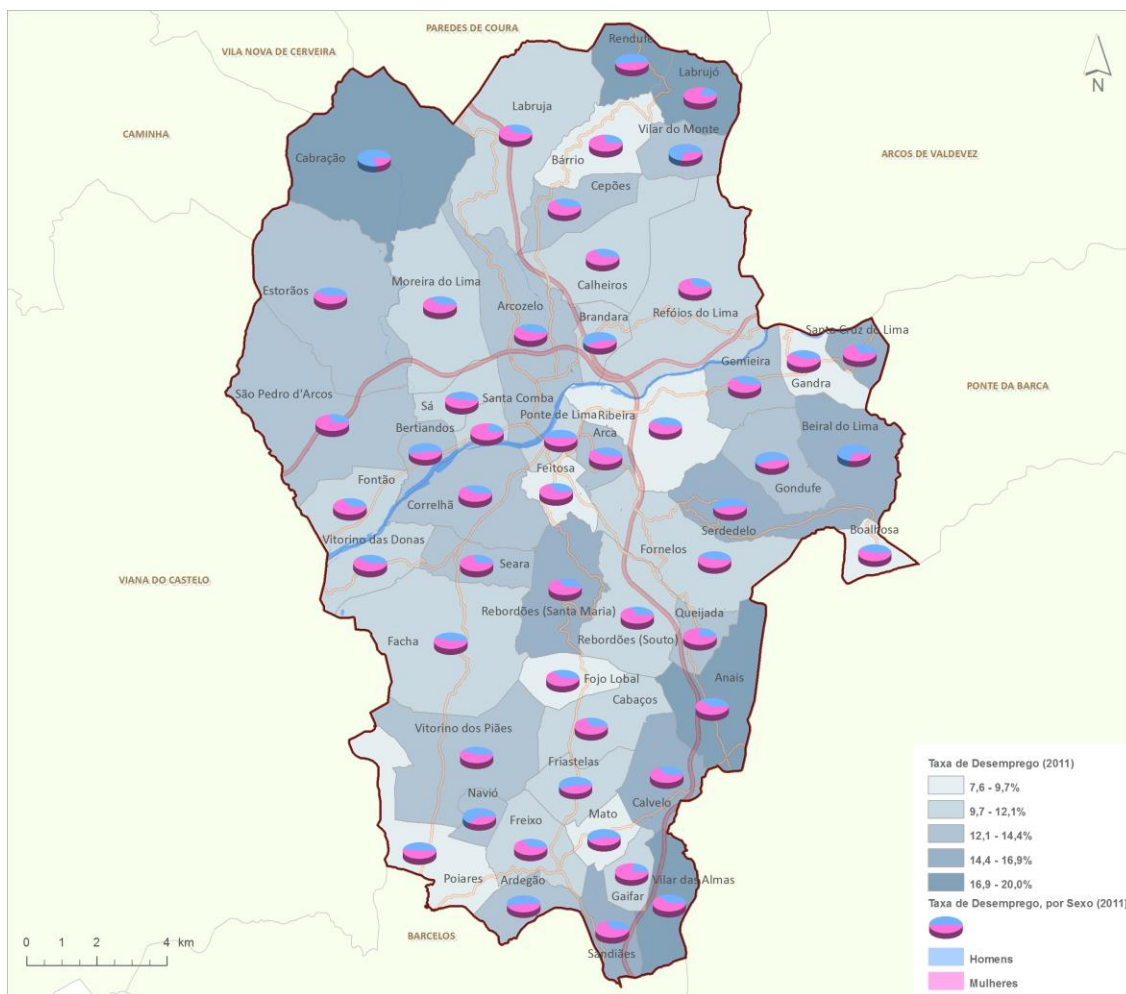 PAREDES DE COURA
VILA NOVA DE CERVEIRA
CAMINHA
ARCOS DE VALDEVEZ
PONTE DA BARCA
VIANA DO CASTELO
BARCELOS
N
Rendufe
Labrujó
Labruja
Vilar do Monte
Bárrio
Cabração
Cepões
Moreira do Lima
Calheiros
Estorãos
Arcozelo
Brandara
Refóios do Lima
Santa Cruz do Lima
Gemieira
Gandra
São Pedro d'Arcos
Sá
Santa Comba
Ponte de Lima
Ribeira
Bertiandos
Arca
Beiral do Lima
Feitosa
Gondufe
Fontão
Correlhã
Serdedelo
Boalhosa
Vitorino das Donas
Fornelos
Seara
Rebordões (Santa Maria)
Queijada
Rebordões (Souto)
Facha
Anais
Fojo Lobal
Cabaços
Vitorino dos Piães
Friastelas
Calvelo
Navió
Mato
Freixo
Poiares
Ardegão
Gaifar
Vilar das Almas
Sandiães
Taxa de Desemprego (2011)
7,6 - 9,7%
9,7 - 12,1%
12,1 - 14,4%
14,4 - 16,9%
16,9 - 20,0%
Taxa de Desemprego, por Sexo (2011)
Homens
Mulheres
0 1 2 4 km